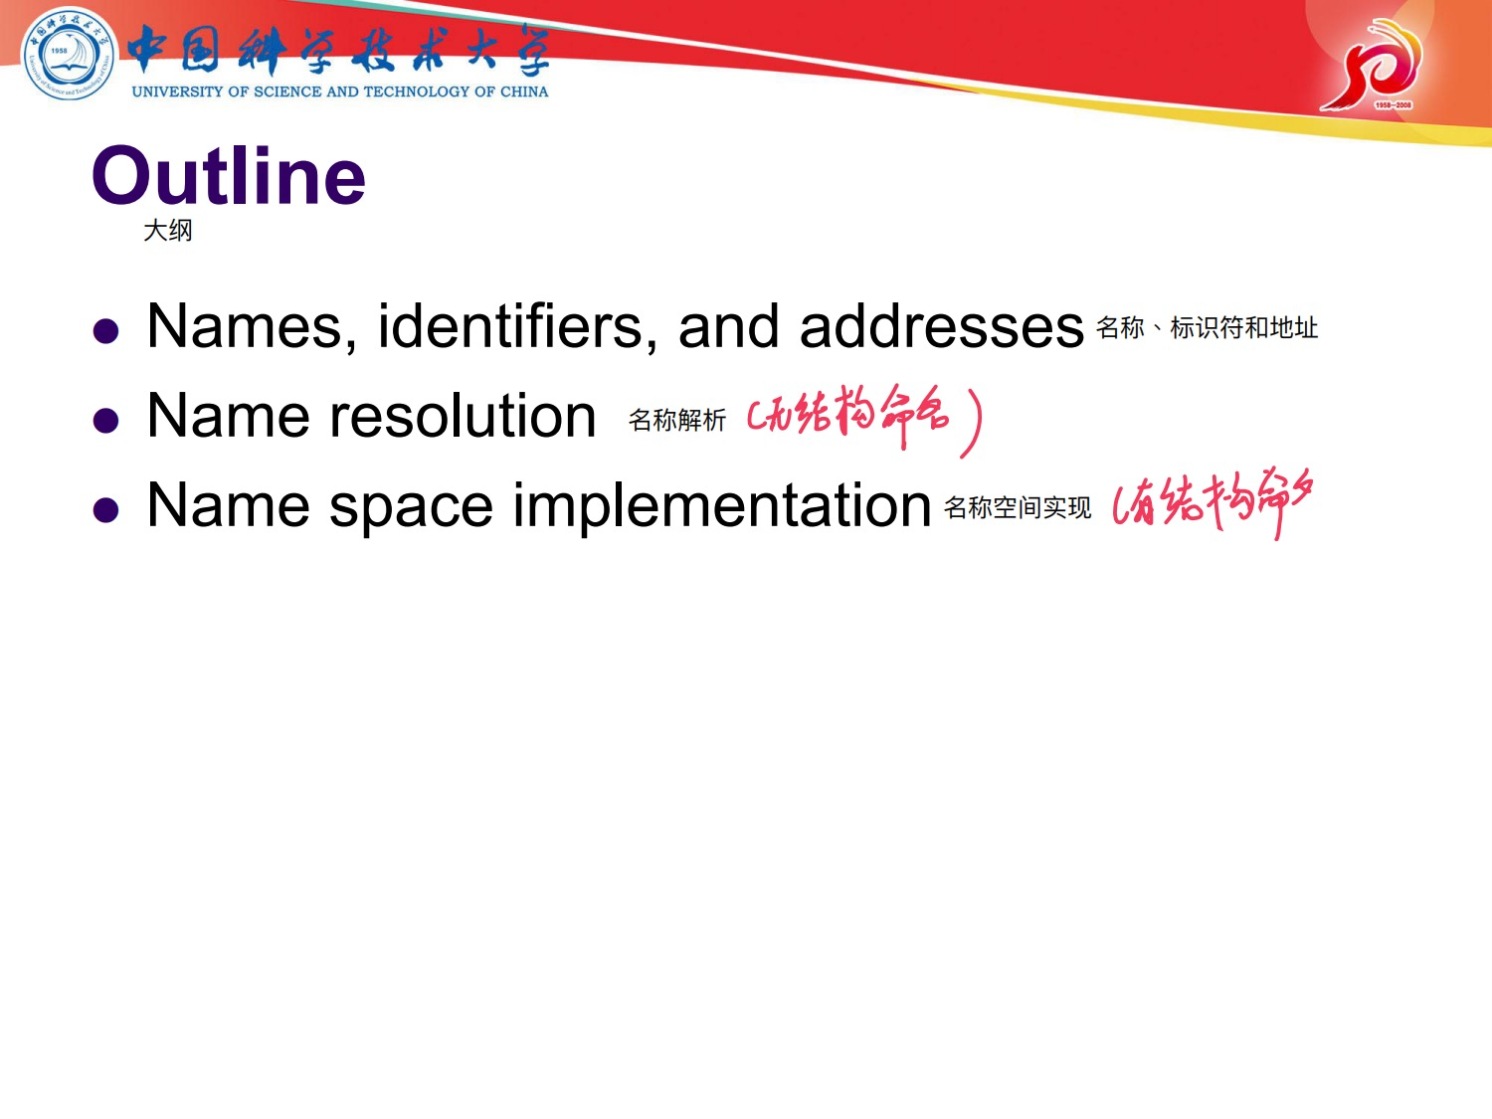 中国科学技术大学
UNIVERSITY OF SCIENCE AND TECHNOLOGY OF CHINA
1958-2008
Outline
大纲
Names, identifiers, and addresses 名称、标识符和地址
Name resolution 名称解析 (无结构命名)
Name space implementation 名称空间实现 (有结构命名